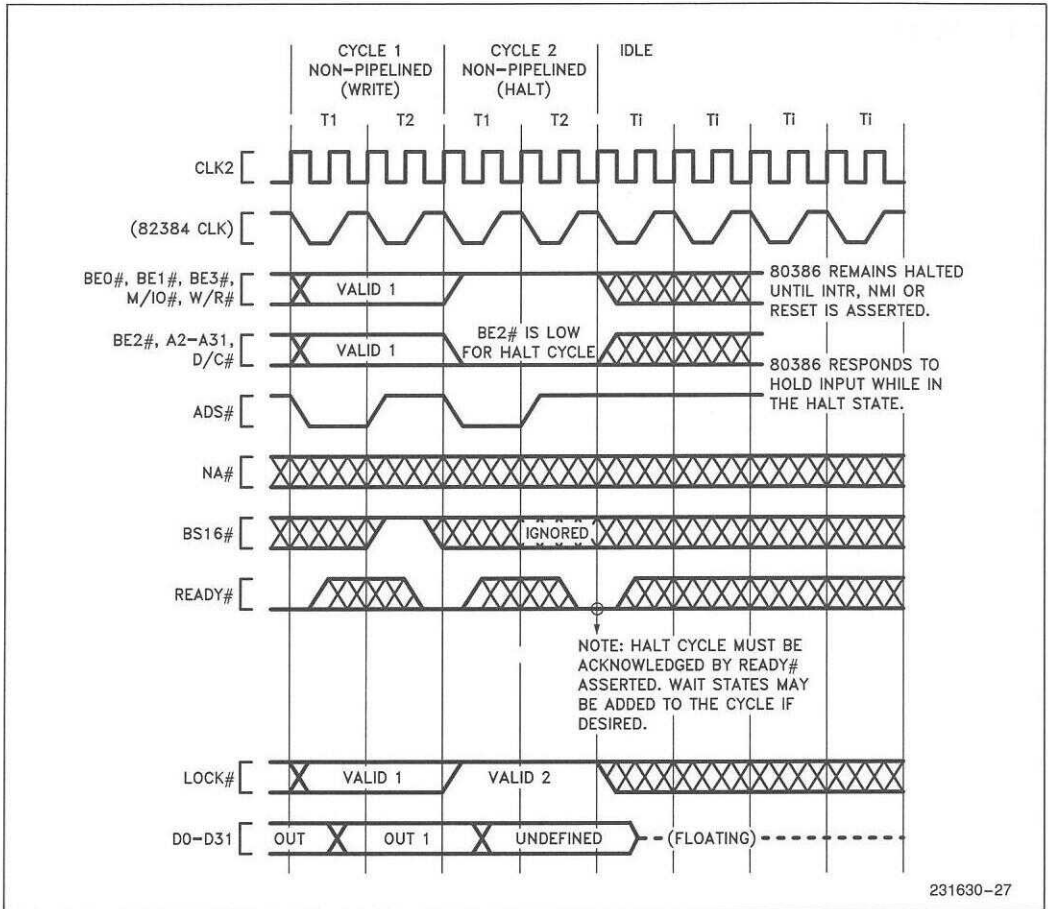 CYCLE 1
NON-PIPELINED
(WRITE)
CYCLE 2
NON-PIPELINED
(HALT)
IDLE
T1 T2 T1 T2 Ti Ti Ti Ti
CLK2
(82384 CLK)
BE0#, BE1#, BE3#,
M/IO#, W/R#
VALID 1
80386 REMAINS HALTED
UNTIL INTR, NMI OR
RESET IS ASSERTED.
BE2#, A2-A31,
D/C#
VALID 1
BE2# IS LOW
FOR HALT CYCLE
80386 RESPONDS TO
HOLD INPUT WHILE IN
THE HALT STATE.
ADS#
NA#
BS16#
IGNORED
READY#
NOTE: HALT CYCLE MUST BE
ACKNOWLEDGED BY READY#
ASSERTED. WAIT STATES MAY
BE ADDED TO THE CYCLE IF
DESIRED.
LOCK#
VALID 1
VALID 2
D0-D31
OUT
OUT 1
UNDEFINED
(FLOATING)
231630-27